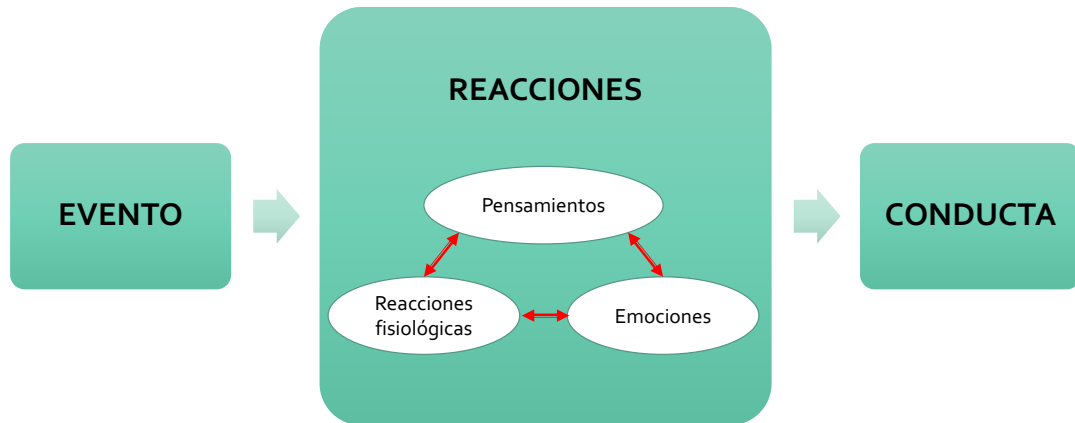 REACCIONES
EVENTO
Pensamientos
Reacciones
fisiológicas
Emociones
CONDUCTA